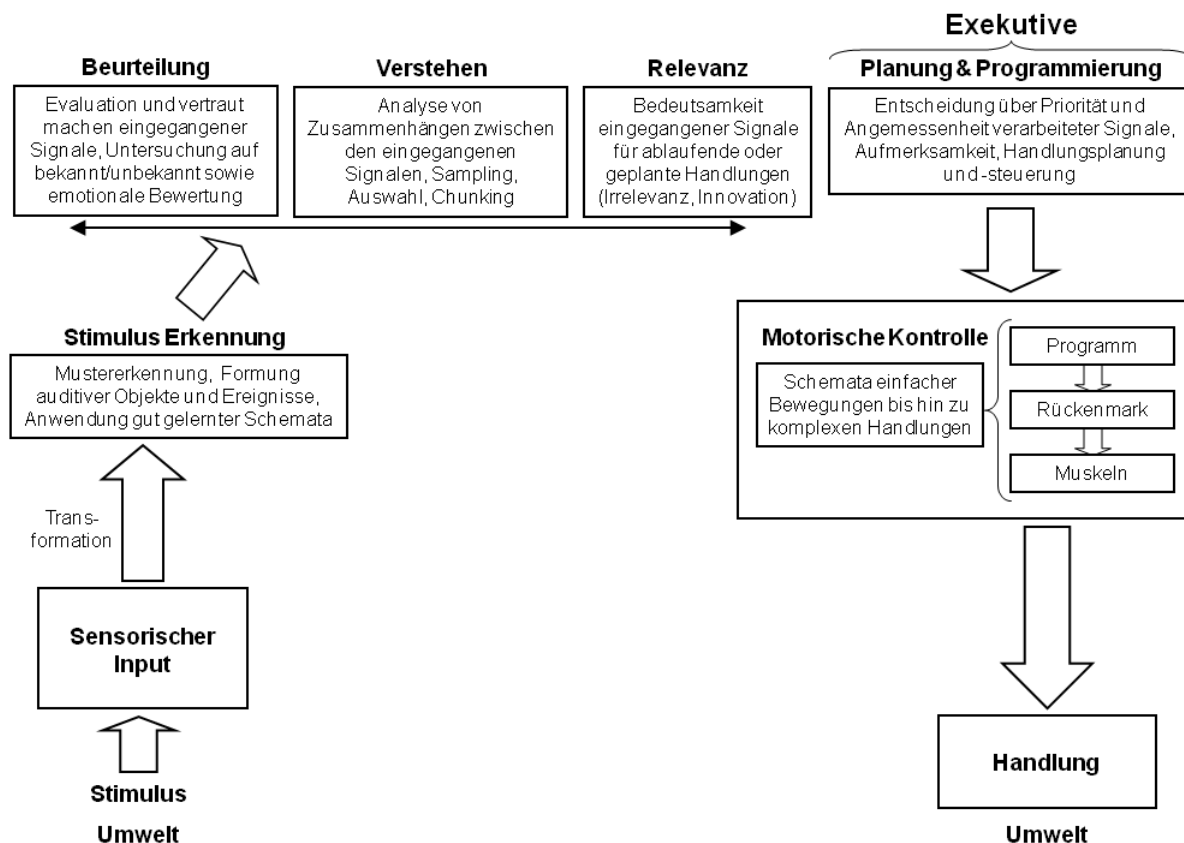 Exekutive
Beurteilung
Evaluation und vertraut
machen eingegangener
Signale, Untersuchung auf
bekannt/unbekannt sowie
emotionale Bewertung
Verstehen
Analyse von
Zusammenhängen zwischen
den eingegangenen
Signalen, Sampling,
Auswahl, Chunking
Relevanz
Bedeutsamkeit
eingegangener Signale
für ablaufende oder
geplante Handlungen
(Irrelevanz, Innovation)
Planung & Programmierung
Entscheidung über Priorität und
Angemessenheit verarbeiteter Signale,
Aufmerksamkeit, Handlungsplanung
und -steuerung
Stimulus Erkennung
Mustererkennung, Formung
auditiver Objekte und Ereignisse,
Anwendung gut gelernter Schemata
Motorische Kontrolle
Schemata einfacher
Bewegungen bis hin zu
komplexen Handlungen
Programm
Rückenmark
Muskeln
Trans-
formation
Sensorischer
Input
Stimulus
Umwelt
Handlung
Umwelt